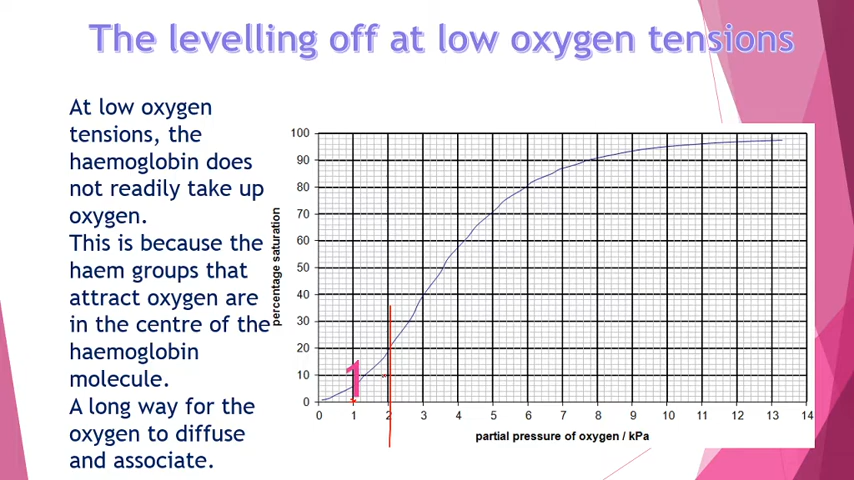 The levelling off at low oxygen tensions
At low oxygen
tensions, the
haemoglobin does
not readily take up
oxygen.
This is because the
haem groups that
attract oxygen are
in the centre of the
haemoglobin
molecule.
A long way for the
oxygen to diffuse
and associate.
percentage saturation
100
90
80
70
60
50
40
30
20
10
0
1
0 1 2 3 4 5 6 7 8 9 10 11 12 13 14
partial pressure of oxygen / kPa